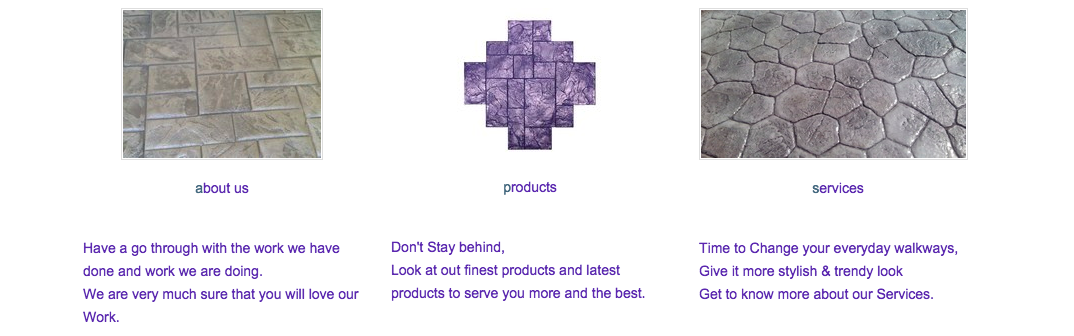 about us
products
services
Have a go through with the work we have
done and work we are doing.
We are very much sure that you will love our
Work.
Don't Stay behind,
Look at out finest products and latest
products to serve you more and the best.
Time to Change your everyday walkways,
Give it more stylish & trendy look
Get to know more about our Services.